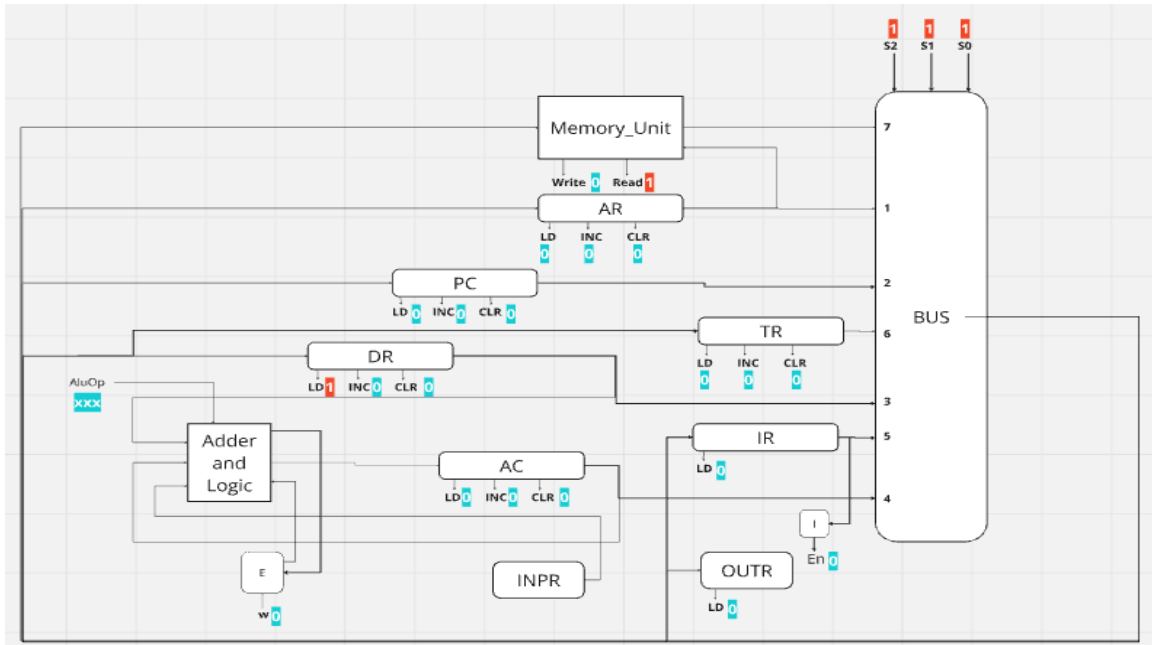 1 1 1
S2 S1 S0
Memory_Unit
7
Write 0 Read 1
AR
1
LD INC CLR
0 0 0
PC
2
LD 0 INC 0 CLR 0
BUS
TR
6
DR
LD INC CLR
0 0 0
LD 1 INC 0 CLR 0
AluOp
xxx
3
Adder
and
Logic
IR
5
LD 0
AC
LD 0 INC 0 CLR 0
4
I
En 0
E
INPR
OUTR
w 0
LD 0